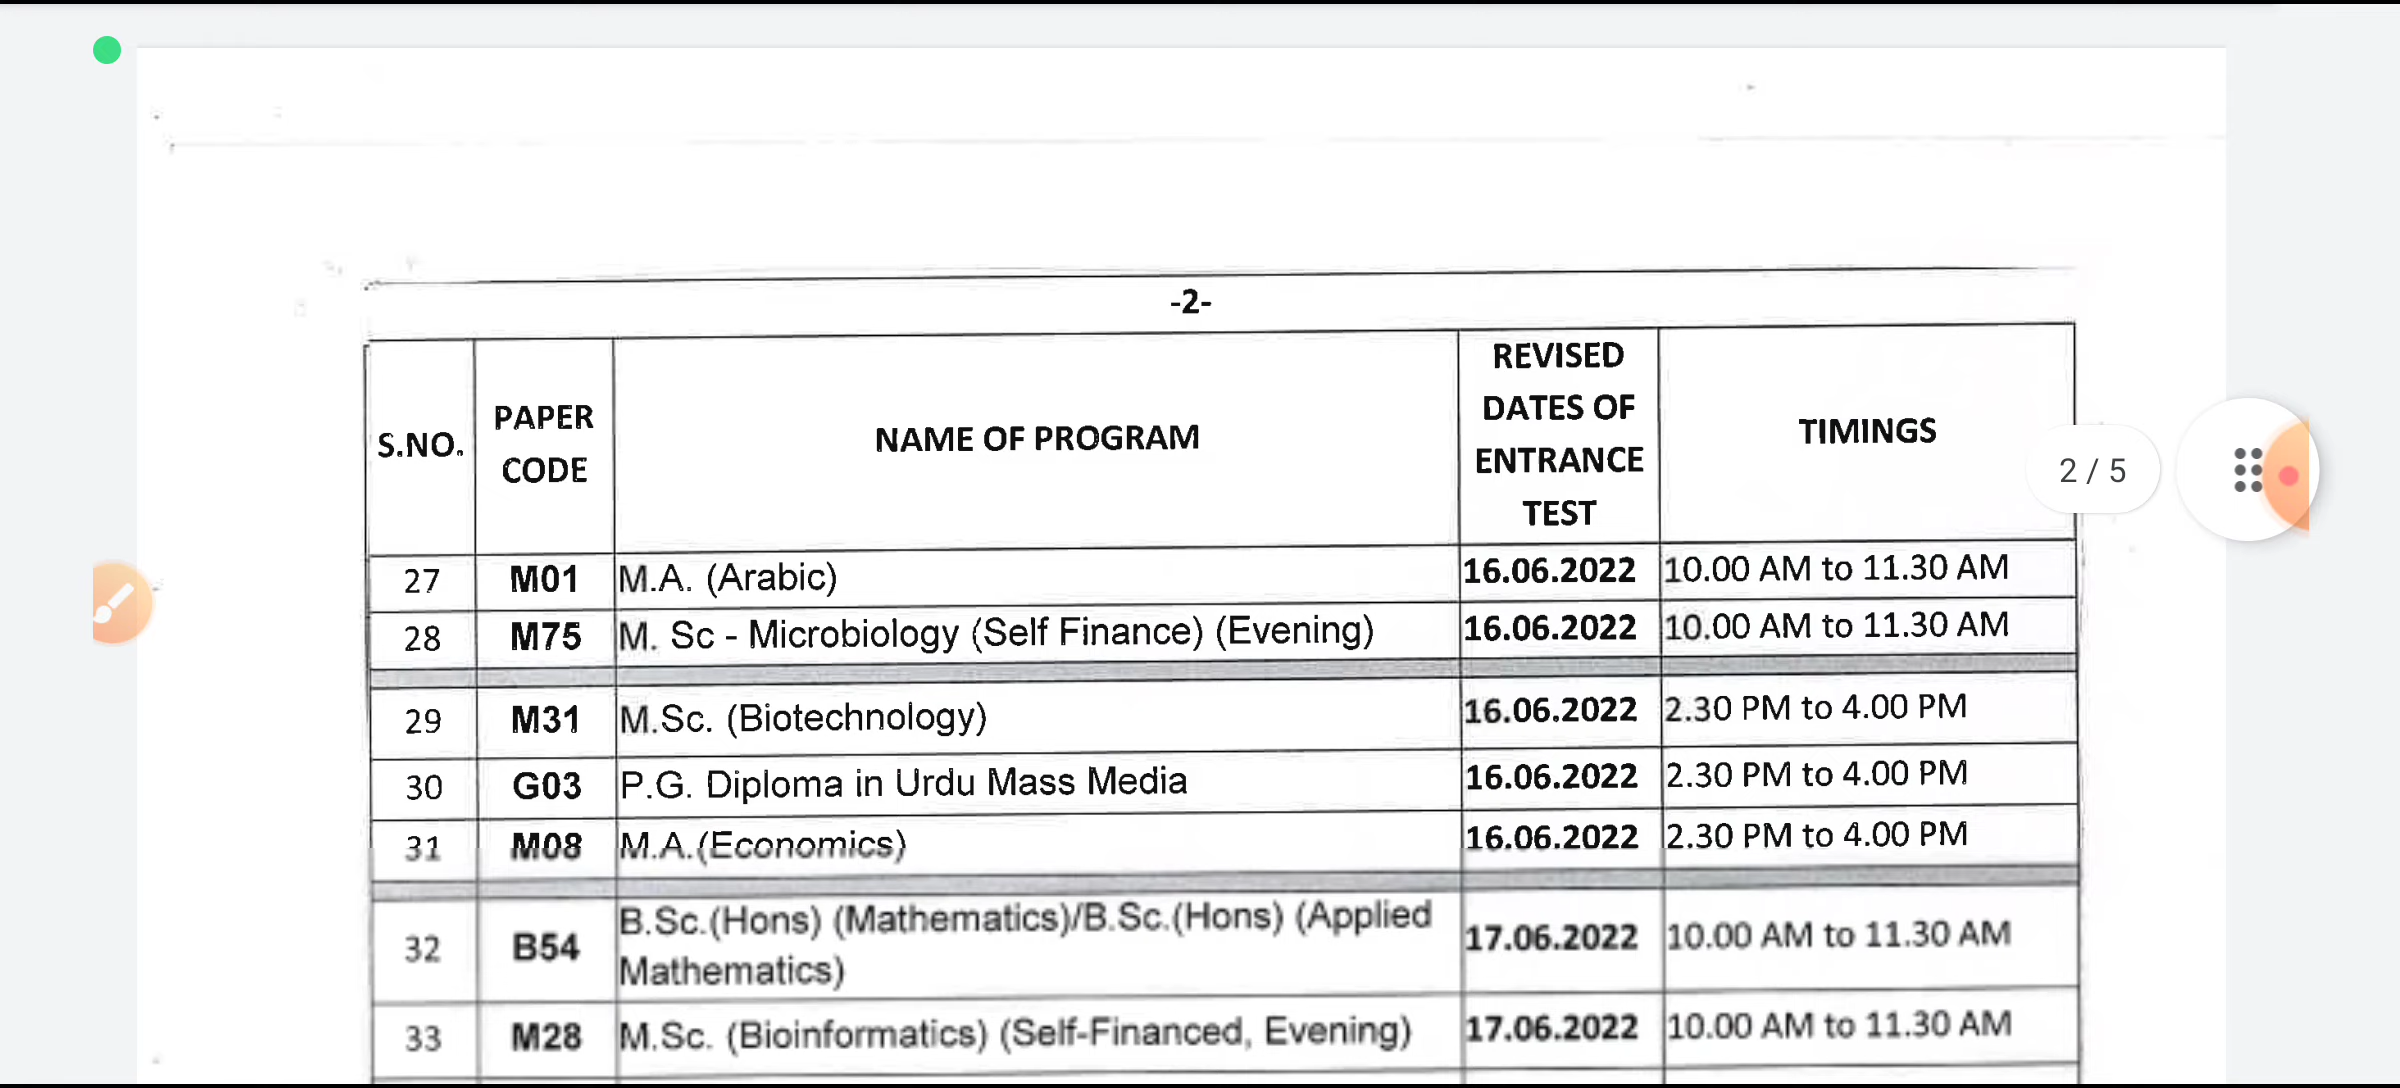 -2-
S.NO. PAPER CODE NAME OF PROGRAM REVISED DATES OF ENTRANCE TEST TIMINGS
27 M01 M.A. (Arabic) 16.06.2022 10.00 AM to 11.30 AM
28 M75 M. Sc - Microbiology (Self Finance) (Evening) 16.06.2022 10.00 AM to 11.30 AM
29 M31 M.Sc. (Biotechnology) 16.06.2022 2.30 PM to 4.00 PM
30 G03 P.G. Diploma in Urdu Mass Media 16.06.2022 2.30 PM to 4.00 PM
31 M08 M.A.(Economics) 16.06.2022 2.30 PM to 4.00 PM
32 B54 B.Sc.(Hons) (Mathematics)/B.Sc.(Hons) (Applied Mathematics) 17.06.2022 10.00 AM to 11.30 AM
33 M28 M.Sc. (Bioinformatics) (Self-Financed, Evening) 17.06.2022 10.00 AM to 11.30 AM
2 / 5